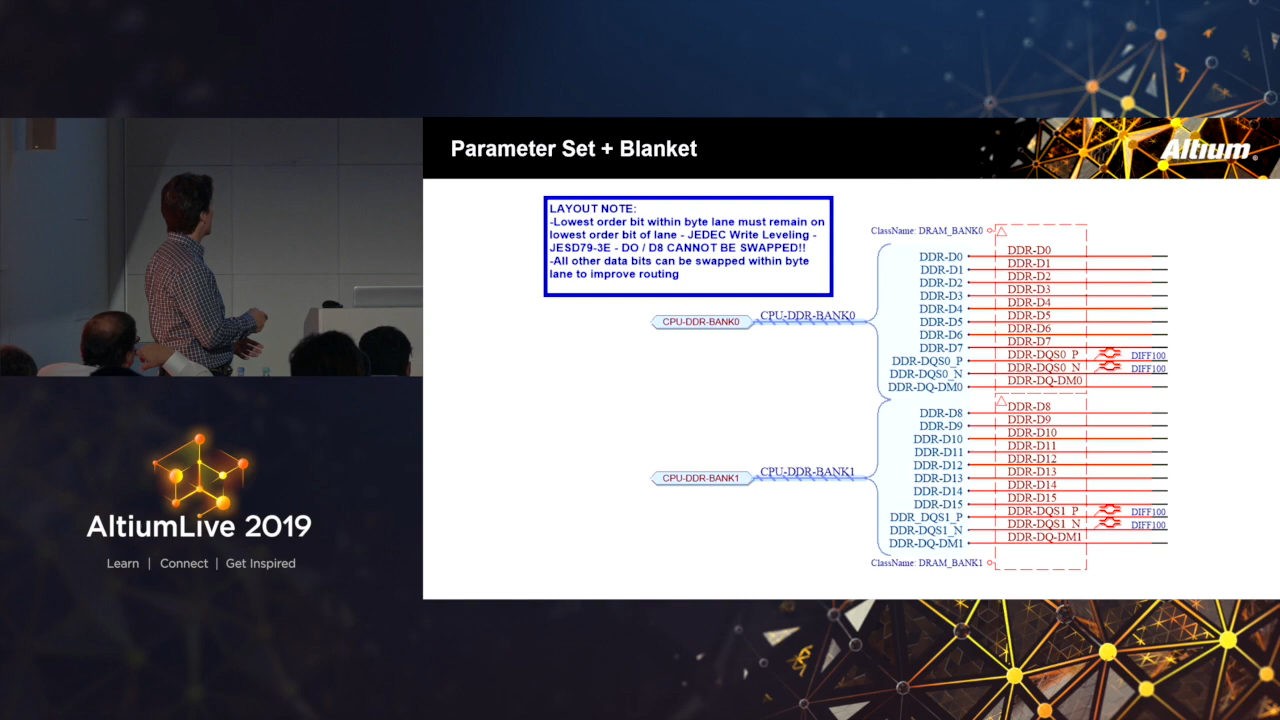 Parameter Set + Blanket
Altium
LAYOUT NOTE:
-Lowest order bit within byte lane must remain on
lowest order bit of lane - JEDEC Write Leveling -
JESD79-3E - DO / D8 CANNOT BE SWAPPED!!
-All other data bits can be swapped within byte
lane to improve routing
CPU-DDR-BANK0
CPU-DDR-BANK0
ClassName: DRAM_BANK0
DDR-D0
DDR-D1
DDR-D2
DDR-D3
DDR-D4
DDR-D5
DDR-D6
DDR-D7
DDR-DQS0_P
DDR-DQS0_N
DDR-DQ-DM0
DDR-D0
DDR-D1
DDR-D2
DDR-D3
DDR-D4
DDR-D5
DDR-D6
DDR-D7
DDR-DQS0_P
DDR-DQS0_N
DDR-DQ-DM0
DIFF100
DIFF100
CPU-DDR-BANK1
CPU-DDR-BANK1
DDR-D8
DDR-D9
DDR-D10
DDR-D11
DDR-D12
DDR-D13
DDR-D14
DDR-D15
DDR_DQS1_P
DDR-DQS1_N
DDR-DQ-DM1
DDR-D8
DDR-D9
DDR-D10
DDR-D11
DDR-D12
DDR-D13
DDR-D14
DDR-D15
DDR-DQS1_P
DDR-DQS1_N
DDR-DQ-DM1
DIFF100
DIFF100
ClassName: DRAM_BANK1
AltiumLive 2019
Learn | Connect | Get Inspired